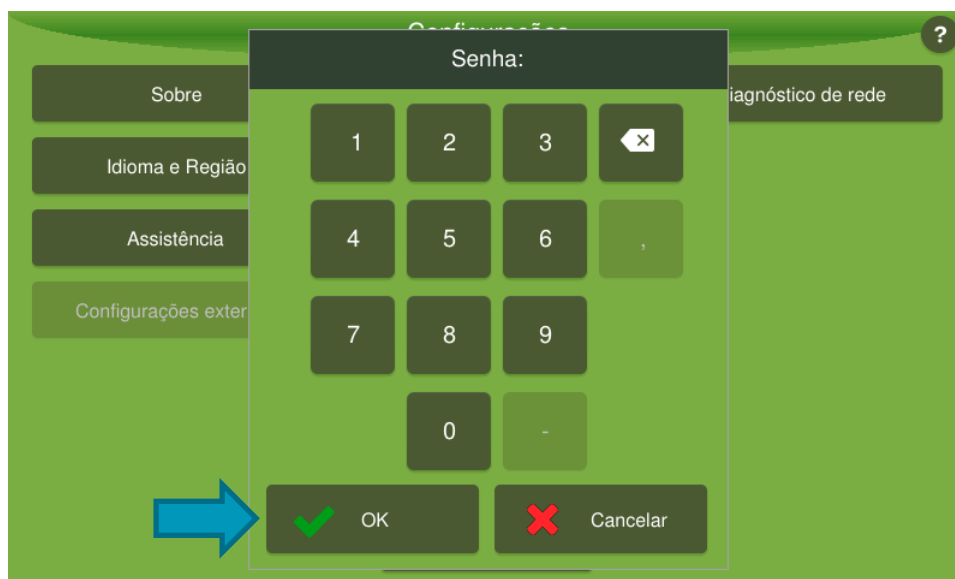 Configurações
?
Senha:
Sobre
iagnóstico de rede
1 2 3
Idioma e Região
4 5 6 ,
Assistência
Configurações exter
7 8 9
0 -
OK
Cancelar